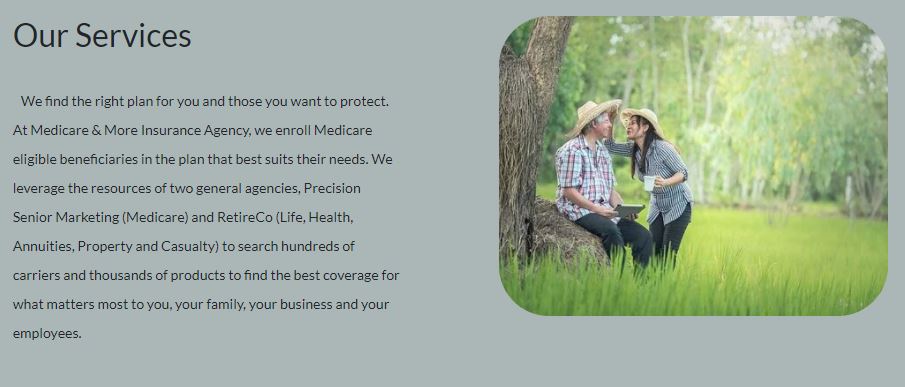 Our Services
We find the right plan for you and those you want to protect.
At Medicare & More Insurance Agency, we enroll Medicare
eligible beneficiaries in the plan that best suits their needs. We
leverage the resources of two general agencies, Precision
Senior Marketing (Medicare) and RetireCo (Life, Health,
Annuities, Property and Casualty) to search hundreds of
carriers and thousands of products to find the best coverage for
what matters most to you, your family, your business and your
employees.